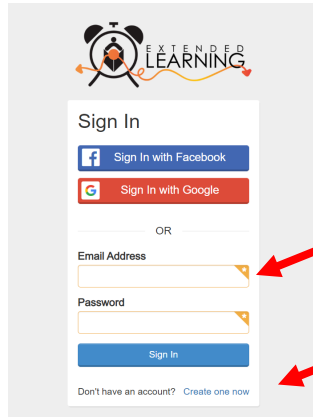 EXTENDED
LEARNING
Sign In
Sign In with Facebook
Sign In with Google
OR
Email Address
Password
Sign In
Don't have an account? Create one now